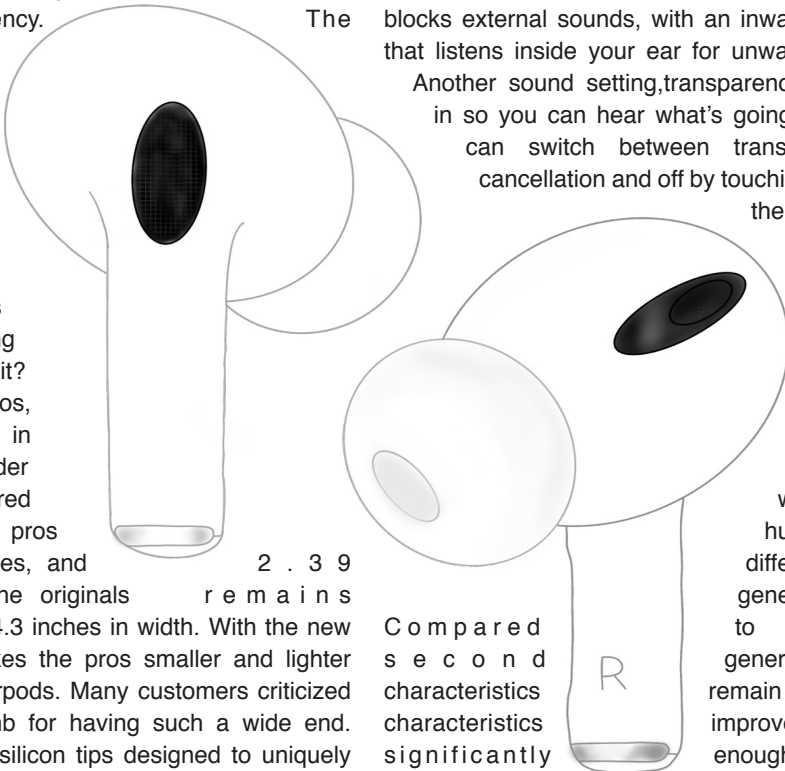 ency. The
it?
os,
in
der
red
pros
es, and 2.39
ne originals remains
4.3 inches in width. With the new
kes the pros smaller and lighter
rpods. Many customers criticized
mb for having such a wide end.
silicon tips designed to uniquely
blocks external sounds, with an inwa
that listens inside your ear for unwa
Another sound setting,transparenc
in so you can hear what's going
can switch between trans
cancellation and off by touchi
the
w
hu
diffe
gene
Compared to
second gener
characteristics remain
characteristics improve
significantly enough
R